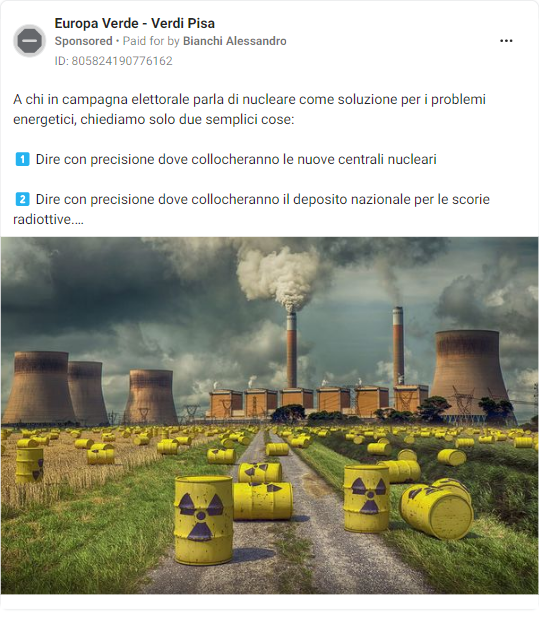 Europa Verde - Verdi Pisa
Sponsored • Paid for by Bianchi Alessandro
ID: 805824190776162
A chi in campagna elettorale parla di nucleare come soluzione per i problemi
energetici, chiediamo solo due semplici cose:
1 Dire con precisione dove collocheranno le nuove centrali nucleari
2 Dire con precisione dove collocheranno il deposito nazionale per le scorie
radiottive.…